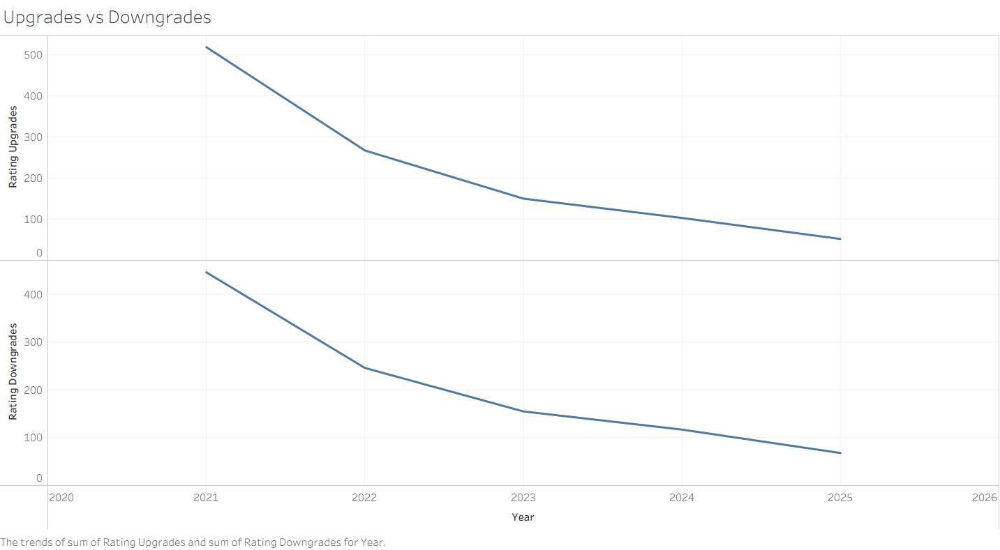 Upgrades vs Downgrades
500
400
300
200
100
0
Rating Upgrades
400
300
200
100
0
Rating Downgrades
2020 2021 2022 2023 2024 2025 2026
Year
The trends of sum of Rating Upgrades and sum of Rating Downgrades for Year.